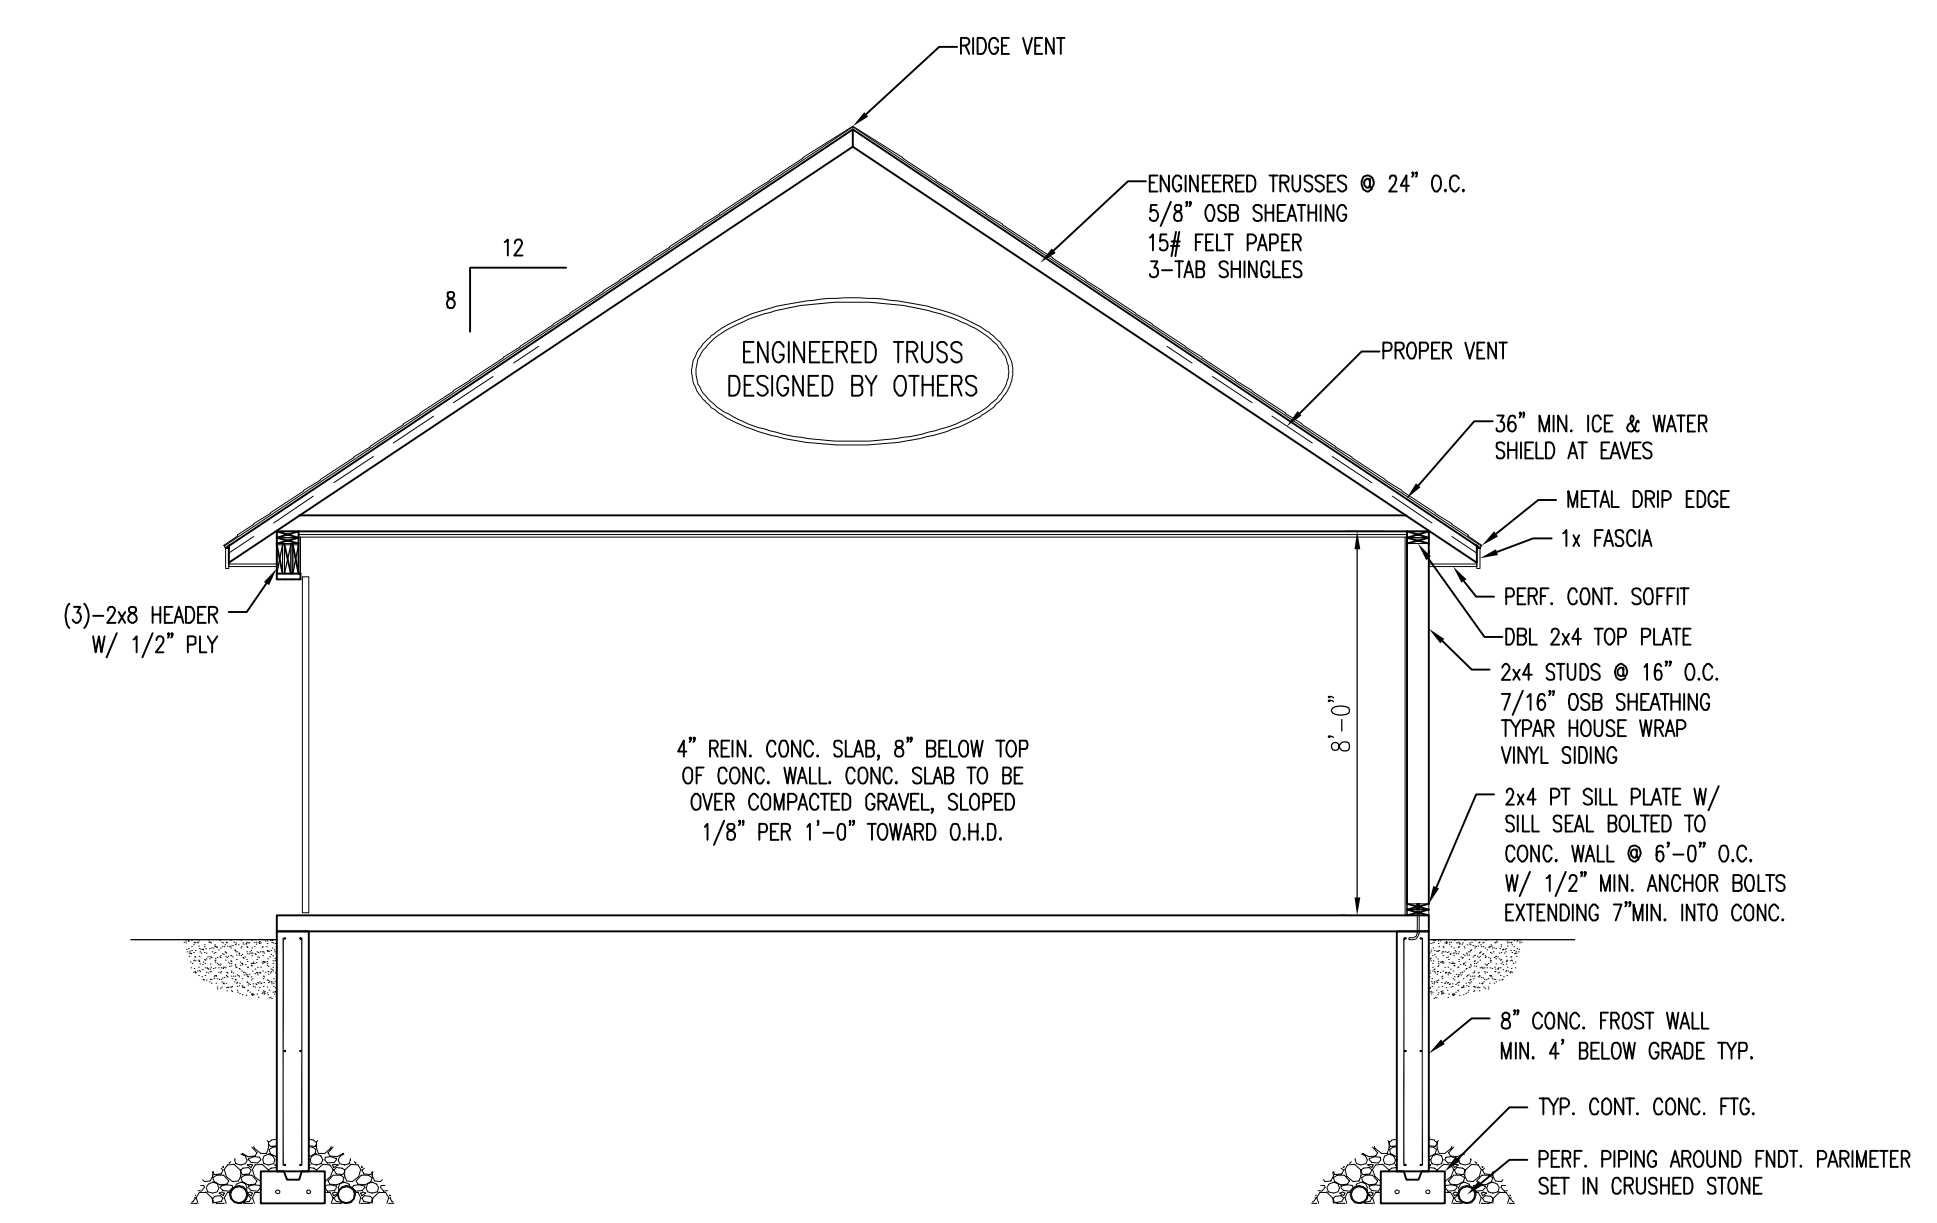 RIDGE VENT
ENGINEERED TRUSSES @ 24" O.C.
5/8" OSB SHEATHING
15# FELT PAPER
3-TAB SHINGLES
12
8
ENGINEERED TRUSS
DESIGNED BY OTHERS
PROPER VENT
36" MIN. ICE & WATER
SHIELD AT EAVES
METAL DRIP EDGE
1x FASCIA
PERF. CONT. SOFFIT
(3)-2x8 HEADER
W/ 1/2" PLY
DBL 2x4 TOP PLATE
2x4 STUDS @ 16" O.C.
7/16" OSB SHEATHING
TYPAR HOUSE WRAP
VINYL SIDING
8'-0"
4" REIN. CONC. SLAB, 8" BELOW TOP
OF CONC. WALL. CONC. SLAB TO BE
OVER COMPACTED GRAVEL, SLOPED
1/8" PER 1'-0" TOWARD O.H.D.
2x4 PT SILL PLATE W/
SILL SEAL BOLTED TO
CONC. WALL @ 6'-0" O.C.
W/ 1/2" MIN. ANCHOR BOLTS
EXTENDING 7"MIN. INTO CONC.
8" CONC. FROST WALL
MIN. 4' BELOW GRADE TYP.
TYP. CONT. CONC. FTG.
PERF. PIPING AROUND FNDT. PARIMETER
SET IN CRUSHED STONE